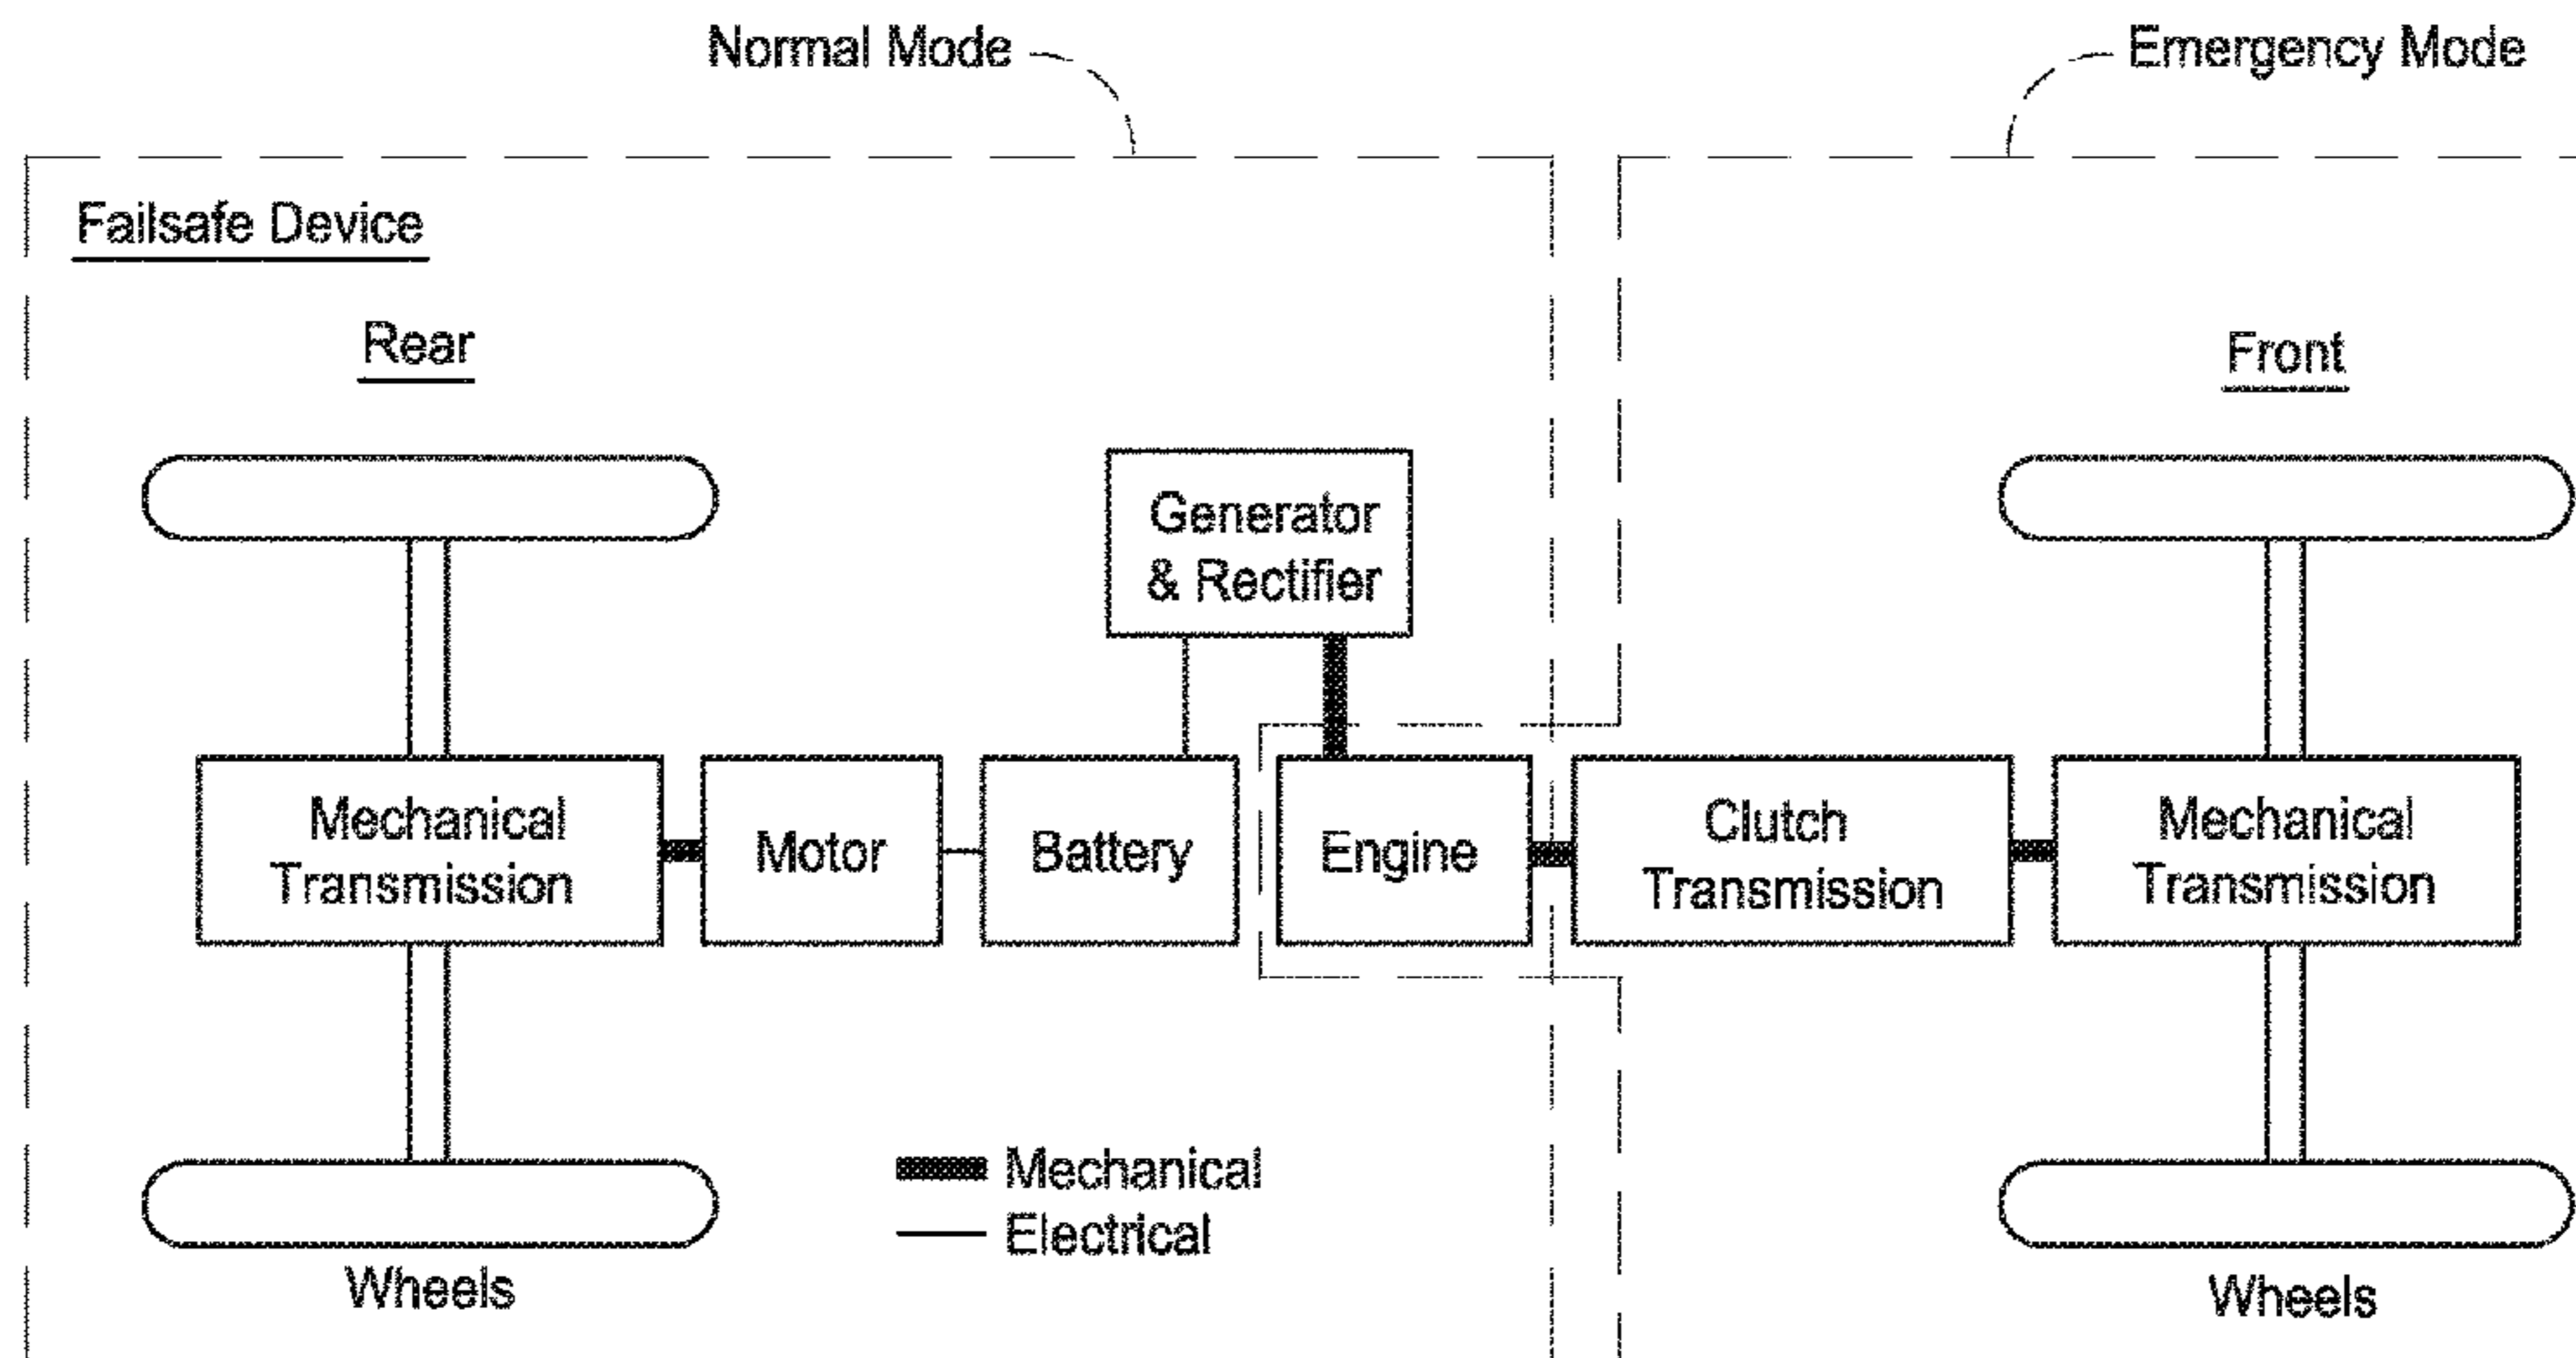 Normal Mode
Emergency Mode
Failsafe Device
Rear
Front
Generator
& Rectifier
Mechanical
Transmission
Motor
Battery
Engine
Clutch
Transmission
Mechanical
Transmission
Mechanical
Electrical
Wheels
Wheels